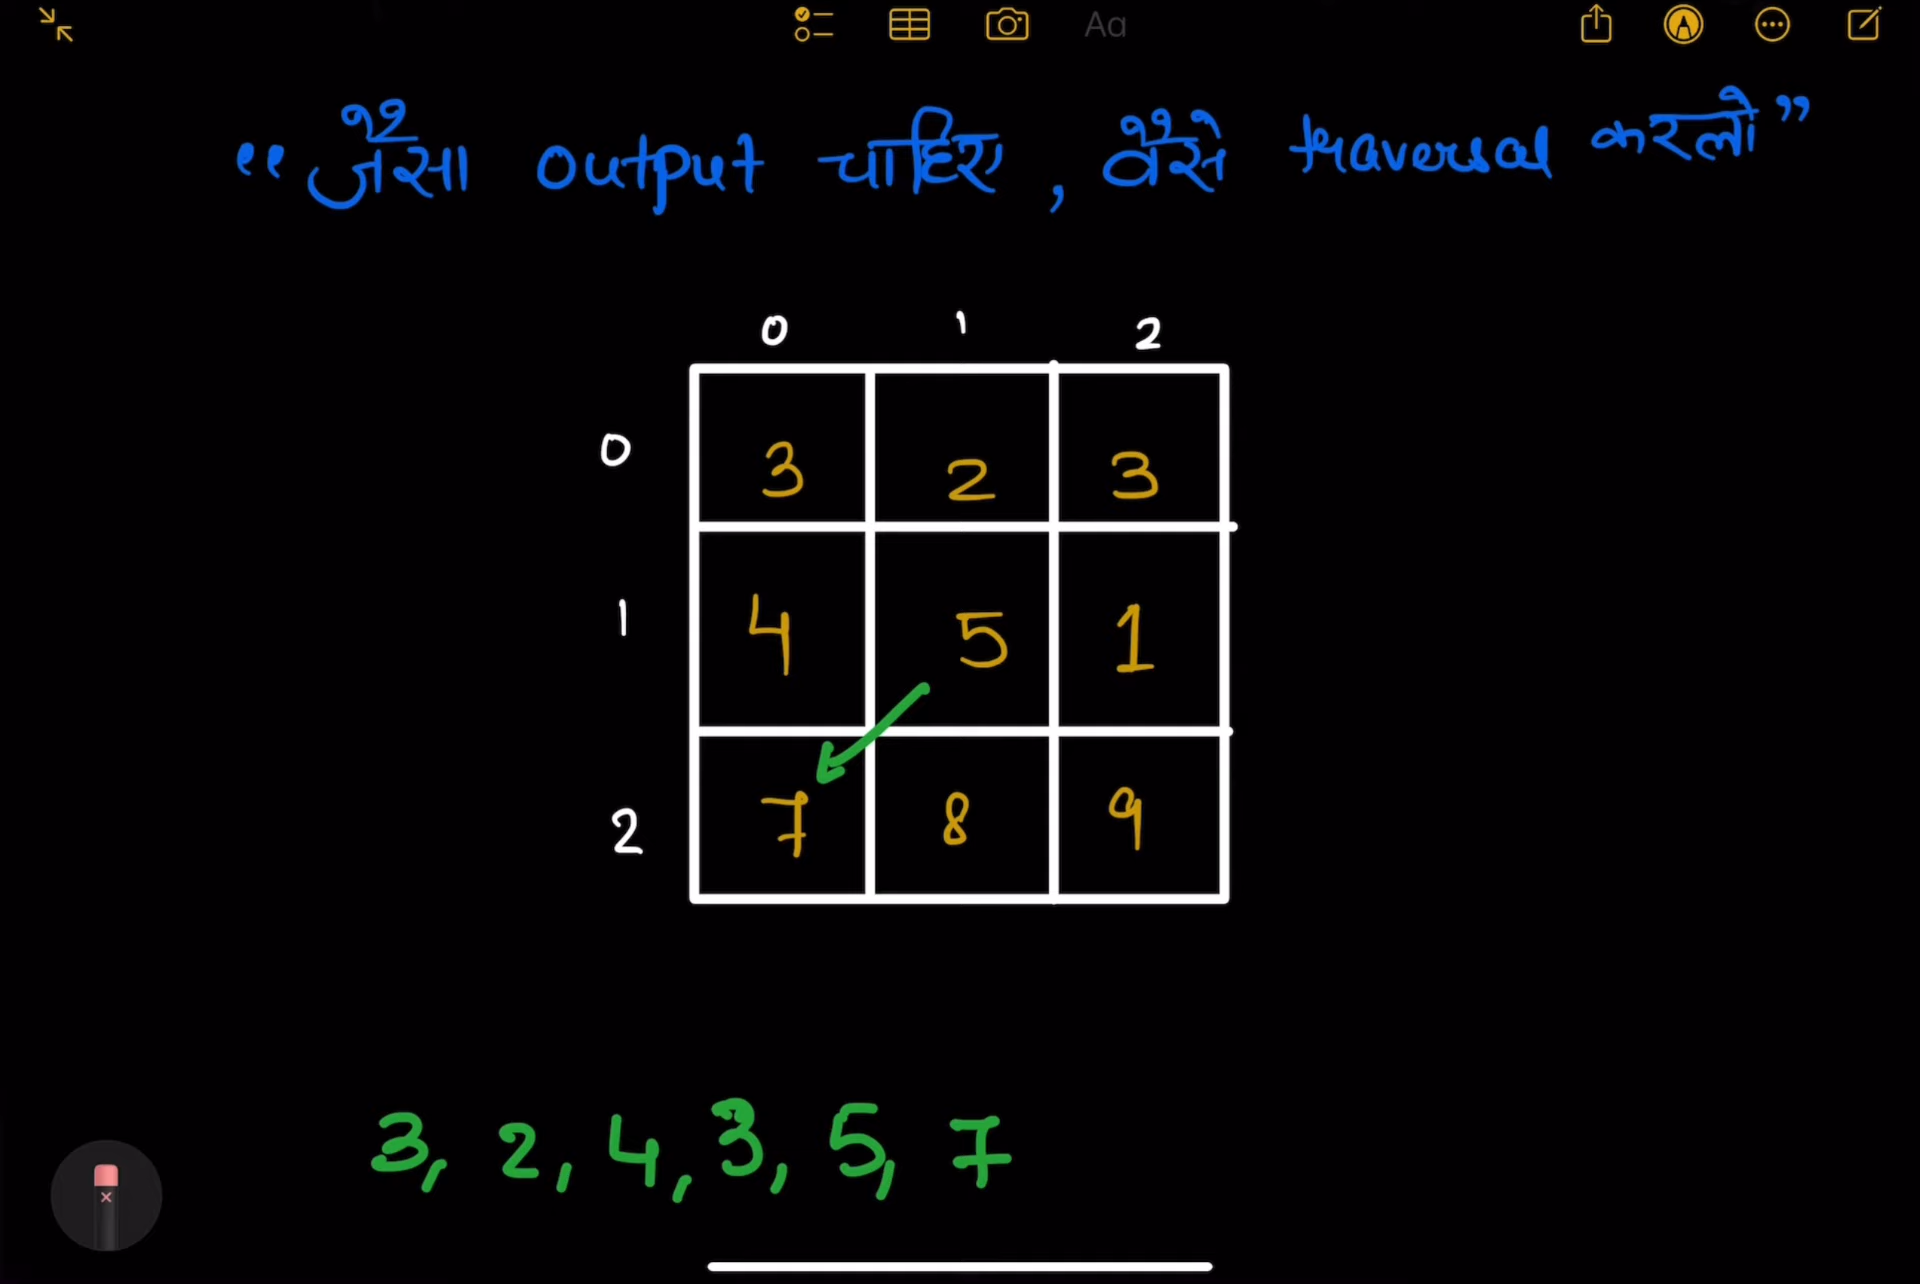 Aa
“जैसा output चाहिए, वैसे traversal करलो”
0 1 2
0 3 2 3
1 4 5 1
2 7 8 9
3, 2, 4, 3, 5, 7